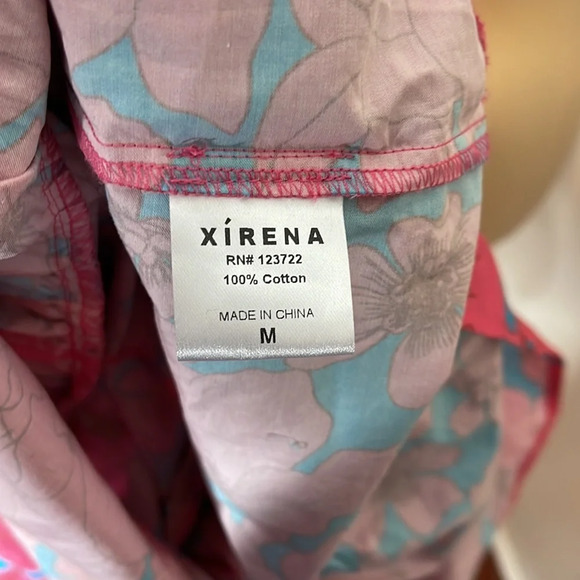 XÍRENA
RN# 123722
100% Cotton
MADE IN CHINA
M